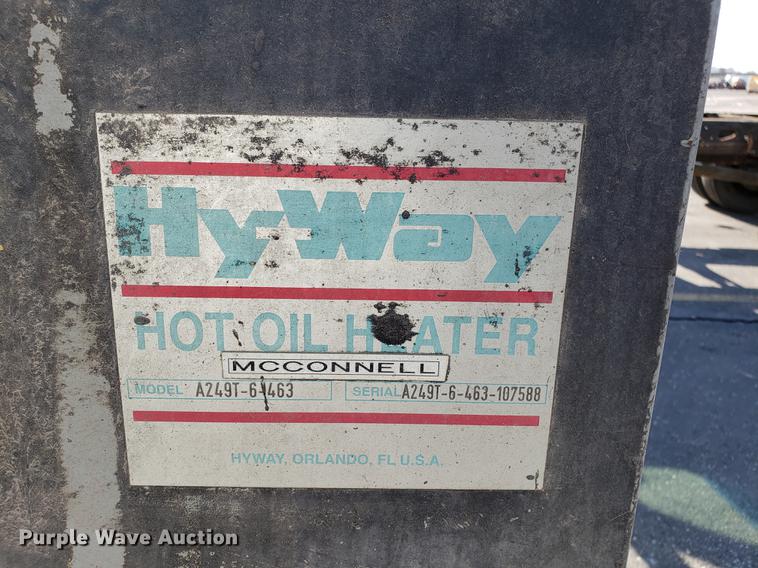 HyWay
HOT OIL HEATER
MCCONNELL
MODEL A249T-6-463 SERIAL A249T-6-463-107588
HYWAY, ORLANDO, FL U.S.A.
Purple Wave Auction